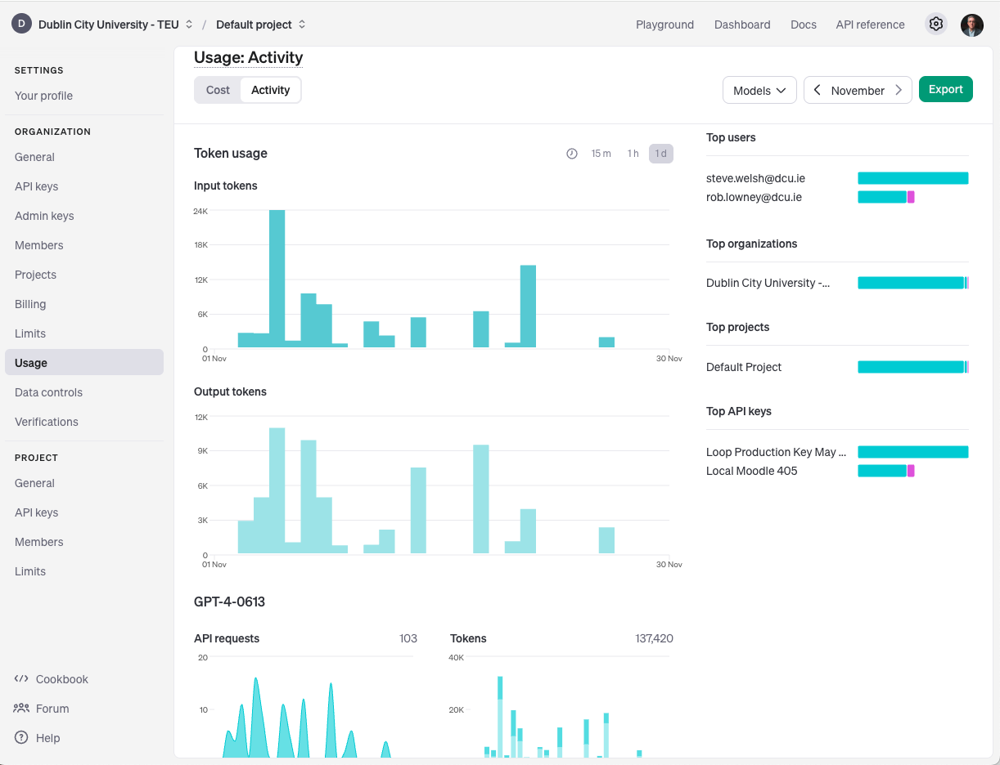 D Dublin City University - TEU / Default project Playground Dashboard Docs API reference
SETTINGS
Your profile
ORGANIZATION
General
API keys
Admin keys
Members
Projects
Billing
Limits
Usage
Data controls
Verifications
PROJECT
General
API keys
Members
Limits
Cookbook
Forum
Help
Usage: Activity
Cost Activity Models November Export
Token usage 15 m 1 h 1 d
Input tokens
24K
18K
12K
6K
0
01 Nov 30 Nov
Output tokens
12K
9K
6K
3K
0
01 Nov 30 Nov
GPT-4-0613
API requests 103
20
10
Tokens 137,420
40K
20K
Top users
steve.welsh@dcu.ie
rob.lowney@dcu.ie
Top organizations
Dublin City University -...
Top projects
Default Project
Top API keys
Loop Production Key May ...
Local Moodle 405